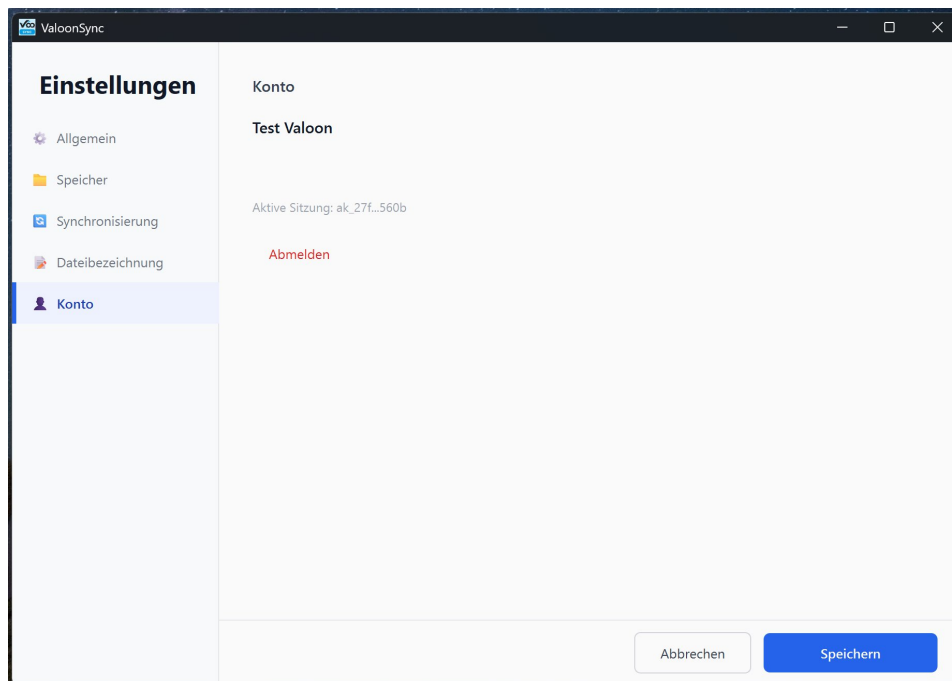 ValoonSync
Einstellungen
Allgemein
Speicher
Synchronisierung
Dateibezeichnung
Konto
Konto
Test Valoon
Aktive Sitzung: ak_27f...560b
Abmelden
Abbrechen
Speichern